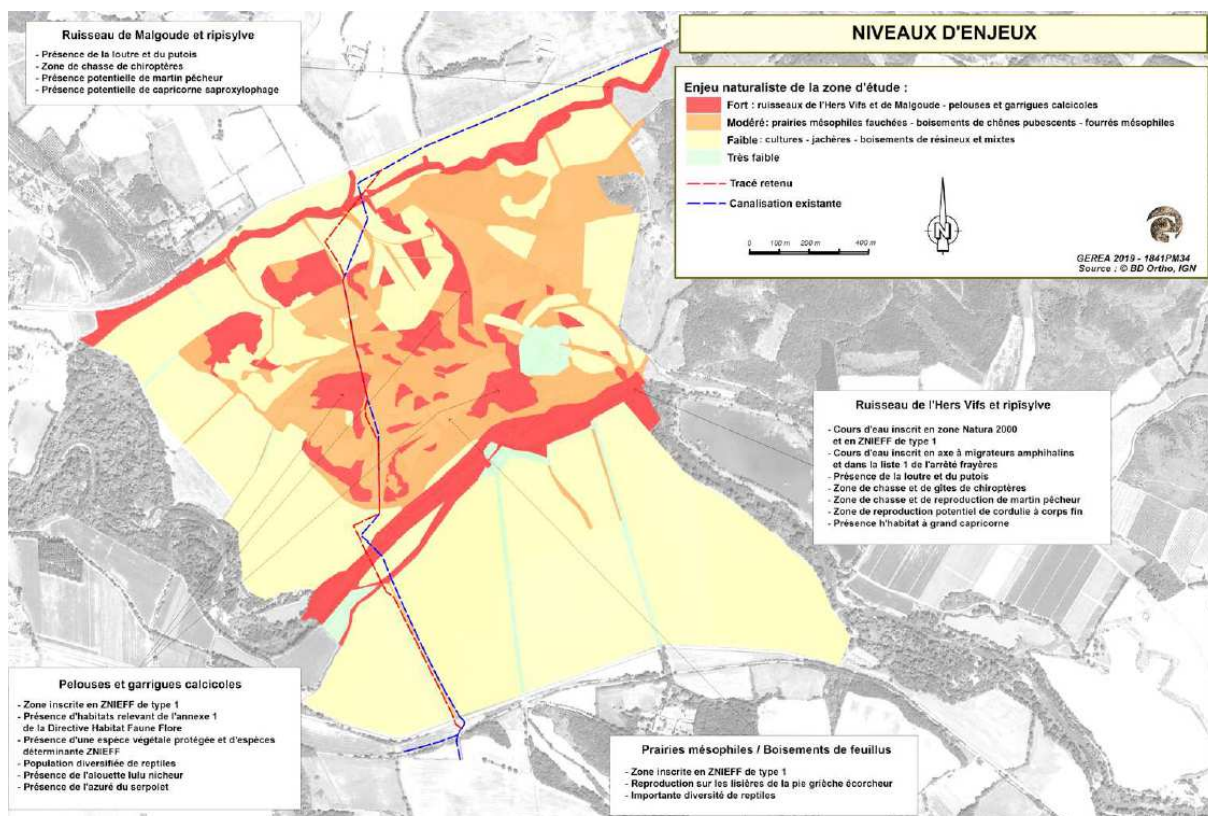 Ruisseau de Malgoude et ripisylve
- Présence de la loutre et du putois
- Zone de chasse de chiroptères
- Présence potentielle de martin pêcheur
- Présence potentielle de capricorne saproxylophage
NIVEAUX D'ENJEUX
Enjeu naturaliste de la zone d'étude :
Fort : ruisseaux de l'Hers Vifs et de Malgoude - pelouses et garrigues calcicoles
Modéré: prairies mésophiles fauchées - boisements de chênes pubescents - fourrés mésophiles
Faible : cultures - jachères - boisements de résineux et mixtes
Très faible
Tracé retenu
Canalisation existante
0 100 m 200 m 400 m
N
GEREA 2019 - 1841PM34
Source : © BD Ortho, IGN
Ruisseau de l'Hers Vifs et ripisylve
- Cours d'eau inscrit en zone Natura 2000
et en ZNIEFF de type 1
- Cours d'eau inscrit en axe à migrateurs amphihalins
et dans la liste 1 de l'arrêté frayères
- Présence de la loutre et du putois
- Zone de chasse et de gîtes de chiroptères
- Zone de chasse et de reproduction de martin pêcheur
- Zone de reproduction potentiel de cordulie à corps fin
- Présence h'habitat à grand capricorne
Pelouses et garrigues calcicoles
- Zone inscrite en ZNIEFF de type 1
- Présence d'habitats relevant de l'annexe 1
de la Directive Habitat Faune Flore
- Présence d'une espèce végétale protégée et d'espèces
déterminante ZNIEFF
- Population diversifiée de reptiles
- Présence de l'alouette lulu nicheur
- Présence de l'azuré du serpolet
Prairies mésophiles / Boisements de feuillus
- Zone inscrite en ZNIEFF de type 1
- Reproduction sur les lisières de la pie grièche écorcheur
- Importante diversité de reptiles